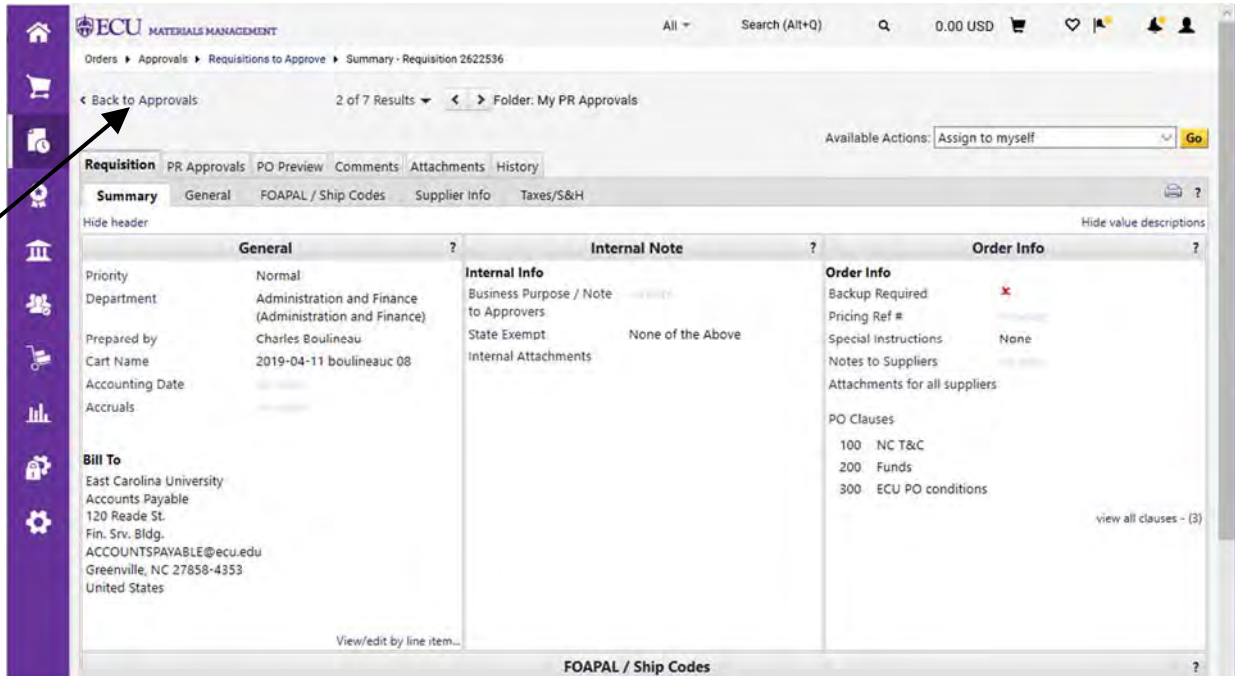 ECU MATERIALS MANAGEMENT All Search (Alt+Q) 0.00 USD
Orders Approvals Requisitions to Approve Summary - Requisition 2622536
Back to Approvals 2 of 7 Results Folder: My PR Approvals
Available Actions: Assign to myself Go
Requisition PR Approvals PO Preview Comments Attachments History
Summary General FOAPAL / Ship Codes Supplier Info Taxes/S&H ?
Hide header Hide value descriptions
General ? Internal Note ? Order Info ?
Priority Normal
Department Administration and Finance
(Administration and Finance)
Prepared by Charles Boulineau
Cart Name 2019-04-11 boulineauc 08
Accounting Date
Accruals
Bill To
East Carolina University
Accounts Payable
120 Reade St.
Fin. Srv. Bldg.
ACCOUNTSPAYABLE@ecu.edu
Greenville, NC 27858-4353
United States
View/edit by line item...
Internal Info
Business Purpose / Note
to Approvers
State Exempt None of the Above
Internal Attachments
Order Info
Backup Required
Pricing Ref #
Special Instructions None
Notes to Suppliers
Attachments for all suppliers
PO Clauses
100 NC T&C
200 Funds
300 ECU PO conditions
view all clauses - (3)
FOAPAL / Ship Codes ?